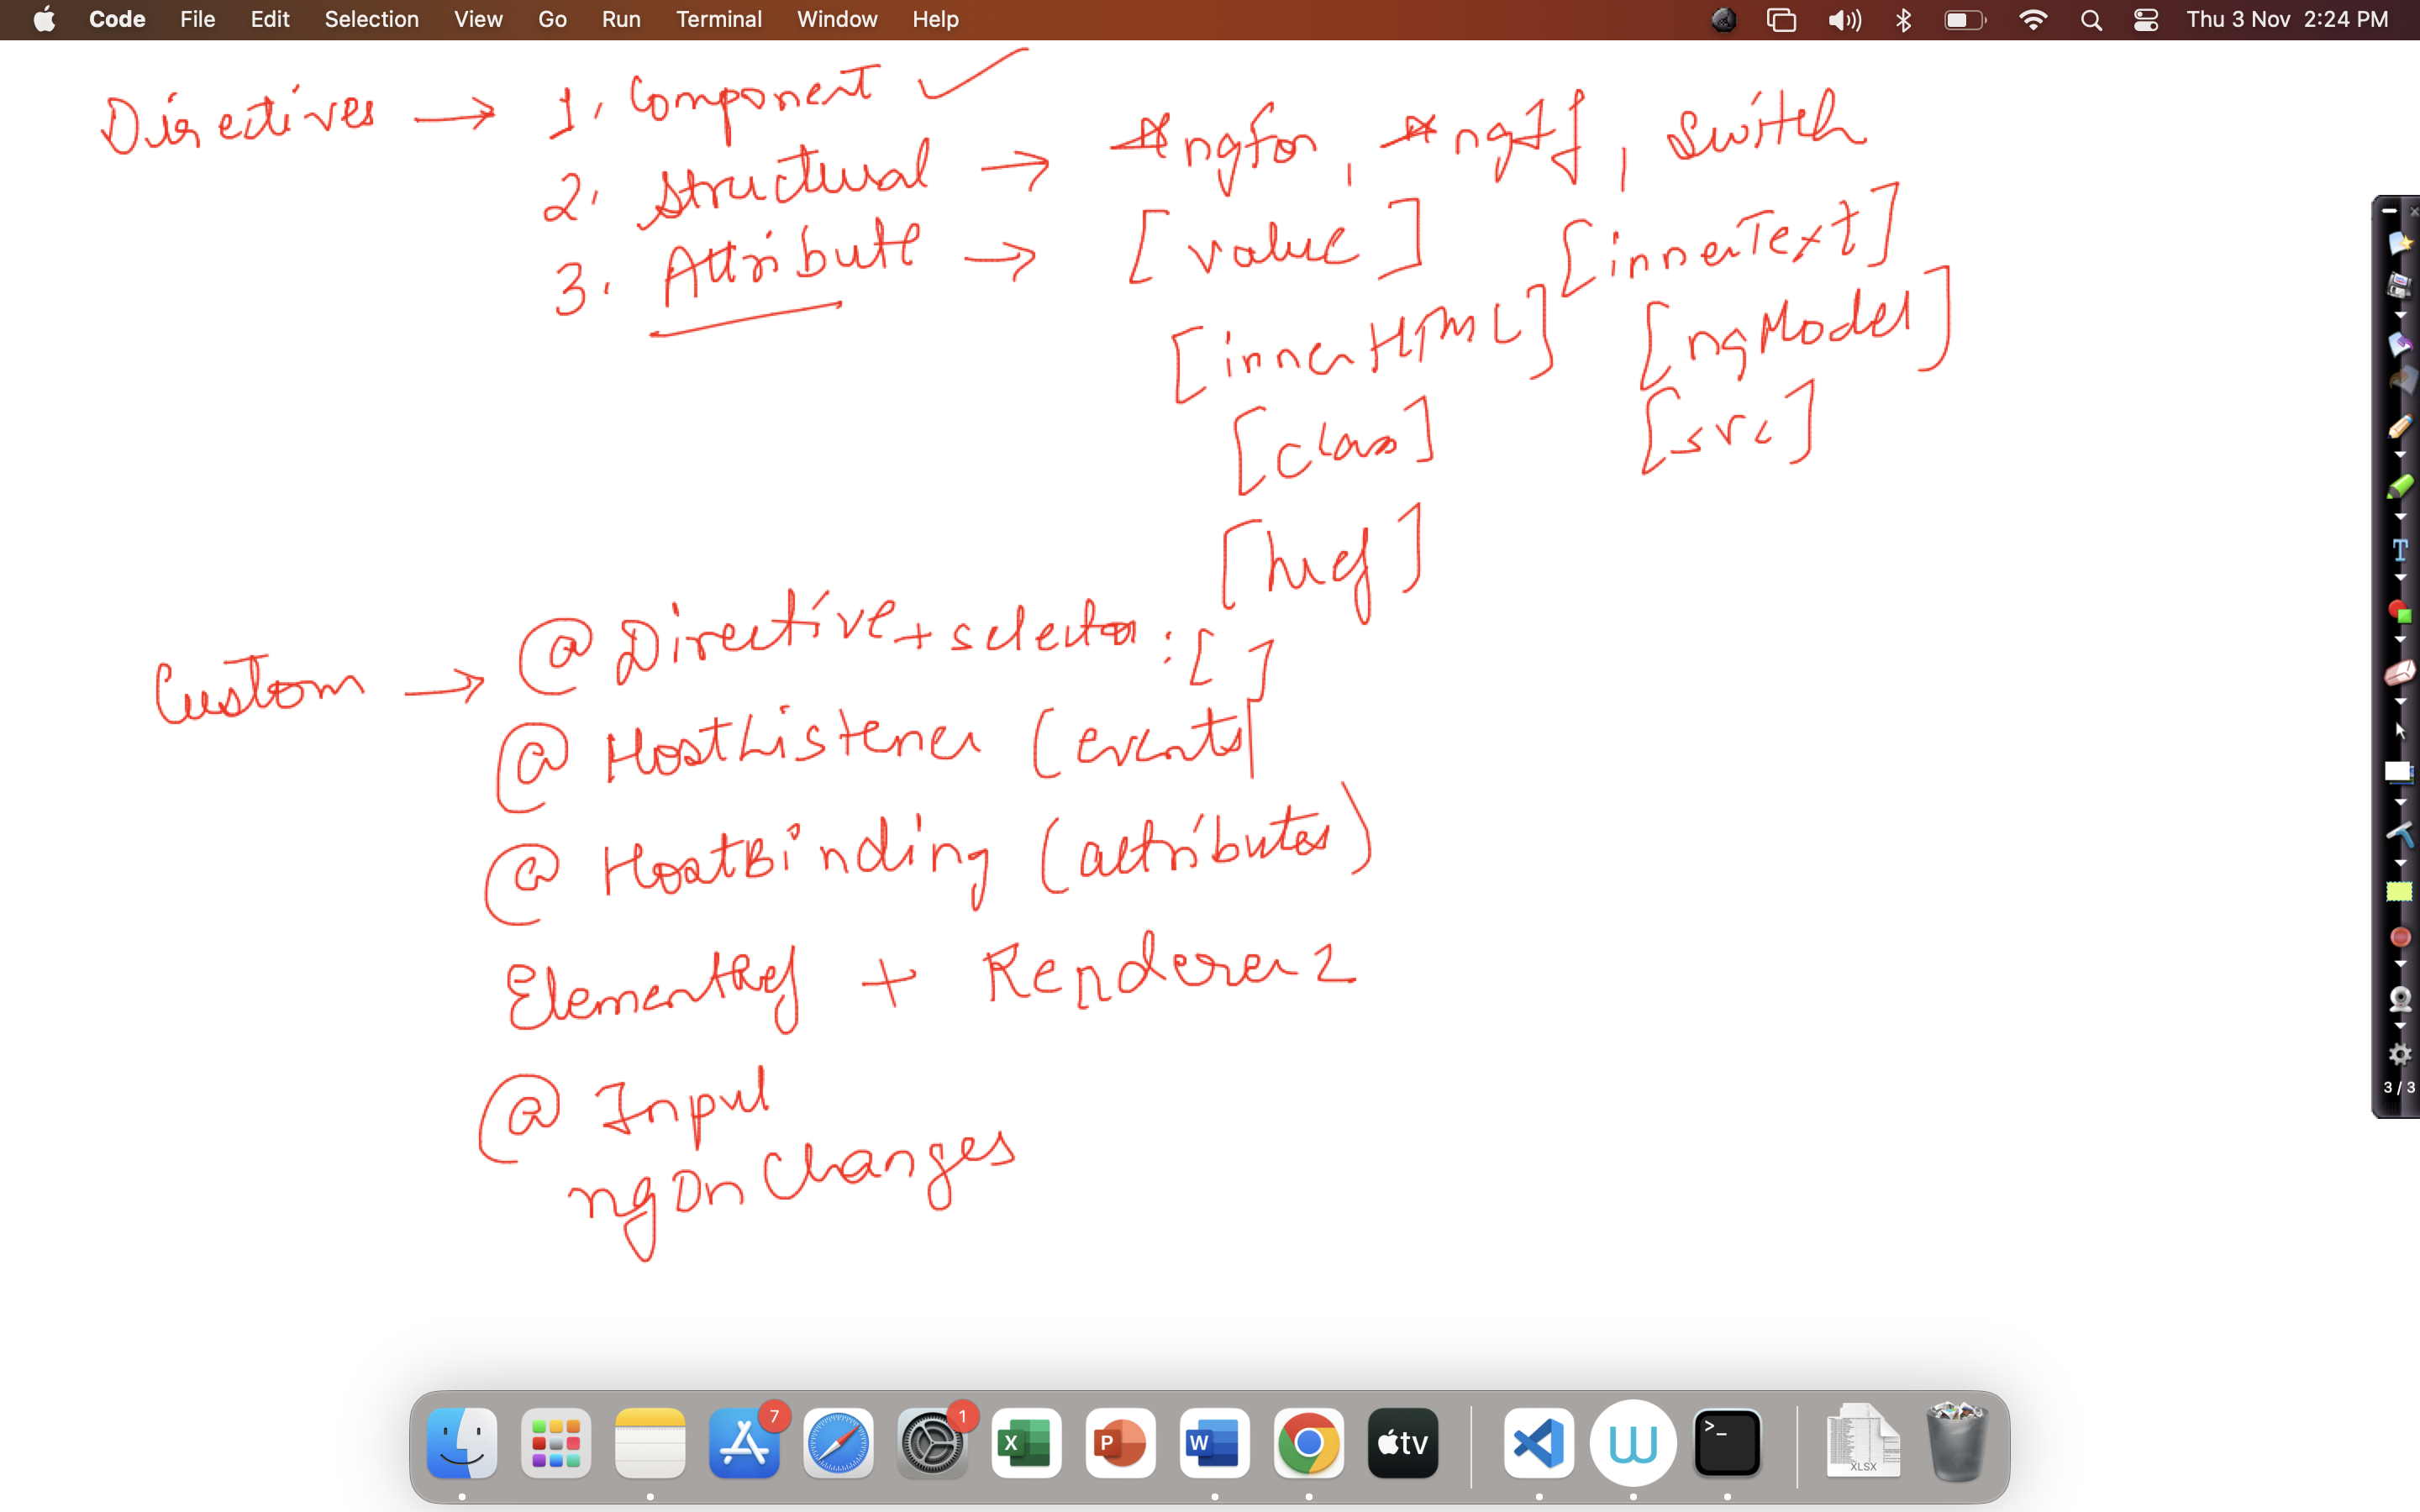 Code File Edit Selection View Go Run Terminal Window Help Thu 3 Nov 2:24 PM
Directives → 1. Component ✓
2. Structural → *ngFor, *ngIf, Switch
3. Attribute → [value] [innerText]
[innerHTML] [ngModel]
[class] [src]
[href]
Custom → @Directive + selector : [ ]
@HostListener (events)
@HostBinding (attributes)
ElementRef + Renderer2
@Input
ngOnChanges
T
3/3
7
1
X
P
W
tv
W
>_
XLSX